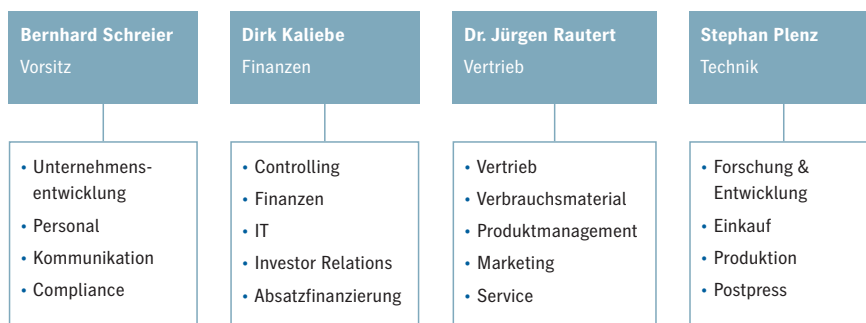 Bernhard Schreier
Vorsitz
• Unternehmens-
entwicklung
• Personal
• Kommunikation
• Compliance
Dirk Kaliebe
Finanzen
• Controlling
• Finanzen
• IT
• Investor Relations
• Absatzfinanzierung
Dr. Jürgen Rautert
Vertrieb
• Vertrieb
• Verbrauchsmaterial
• Produktmanagement
• Marketing
• Service
Stephan Plenz
Technik
• Forschung &
Entwicklung
• Einkauf
• Produktion
• Postpress